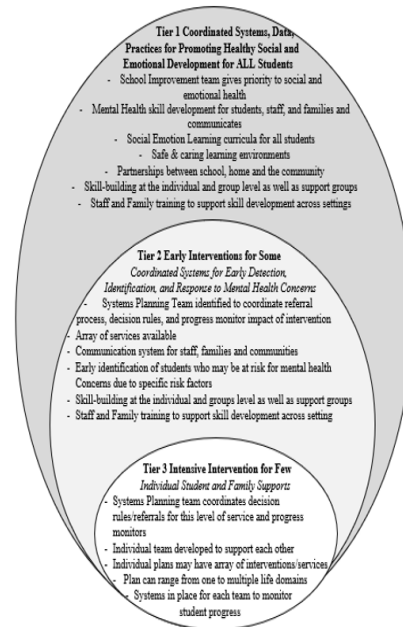 Tier 1 Coordinated Systems, Data,
Practices for Promoting Healthy Social and
Emotional Development for ALL Students
- School Improvement team gives priority to social and
emotional health
- Mental Health skill development for students, staff, and families and
communicates
- Social Emotion Learning curricula for all students
- Safe & caring learning environments
- Partnerships between school, home and the community
- Skill-building at the individual and group level as well as support groups
- Staff and Family training to support skill development across settings
Tier 2 Early Interventions for Some
Coordinated Systems for Early Detection,
Identification, and Response to Mental Health Concerns
- Systems Planning Team identified to coordinate referral
process, decision rules, and progress monitor impact of intervention
- Array of services available
- Communication system for staff, families and communities
- Early identification of students who may be at risk for mental health
Concerns due to specific risk factors
- Skill-building at the individual and groups level as well as support groups
- Staff and Family training to support skill development across setting
Tier 3 Intensive Intervention for Few
Individual Student and Family Supports
- Systems Planning team coordinates decision
rules/referrals for this level of service and progress
monitors
- Individual team developed to support each other
- Individual plans may have array of interventions/services
- Plan can range from one to multiple life domains
- Systems in place for each team to monitor
student progress